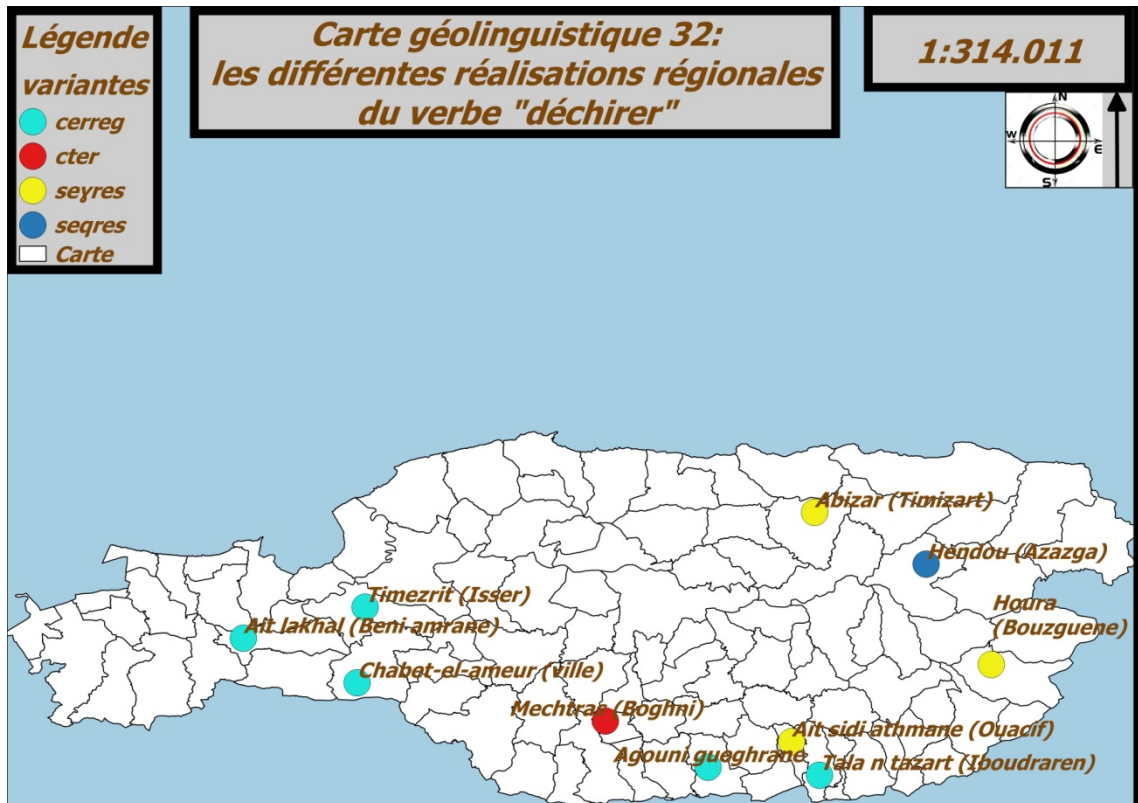 Légende
variantes
cerreg
cter
seɣres
seqres
Carte
Carte géolinguistique 32:
les différentes réalisations régionales
du verbe "déchirer"
1:314.011
N
W
E
S
Abizar (Timizart)
Hendou (Azazga)
Houra
(Bouzguene)
Timezrit (Isser)
Ait lakhal (Beni amrane)
Chabet-el-ameur (ville)
Mechtras (Boghni)
Ait sidi athmane (Ouacif)
Agouni gueghrane
Tala n tazart (Iboudraren)